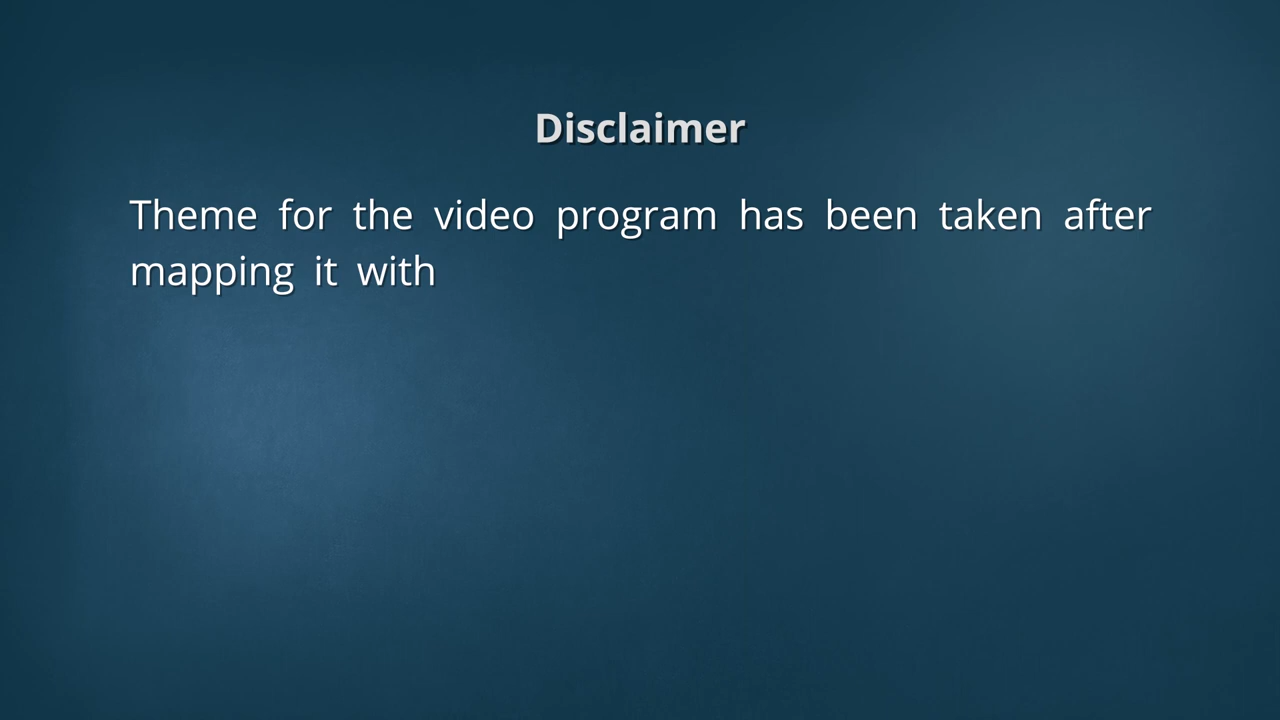 Disclaimer
Theme for the video program has been taken after
mapping it with